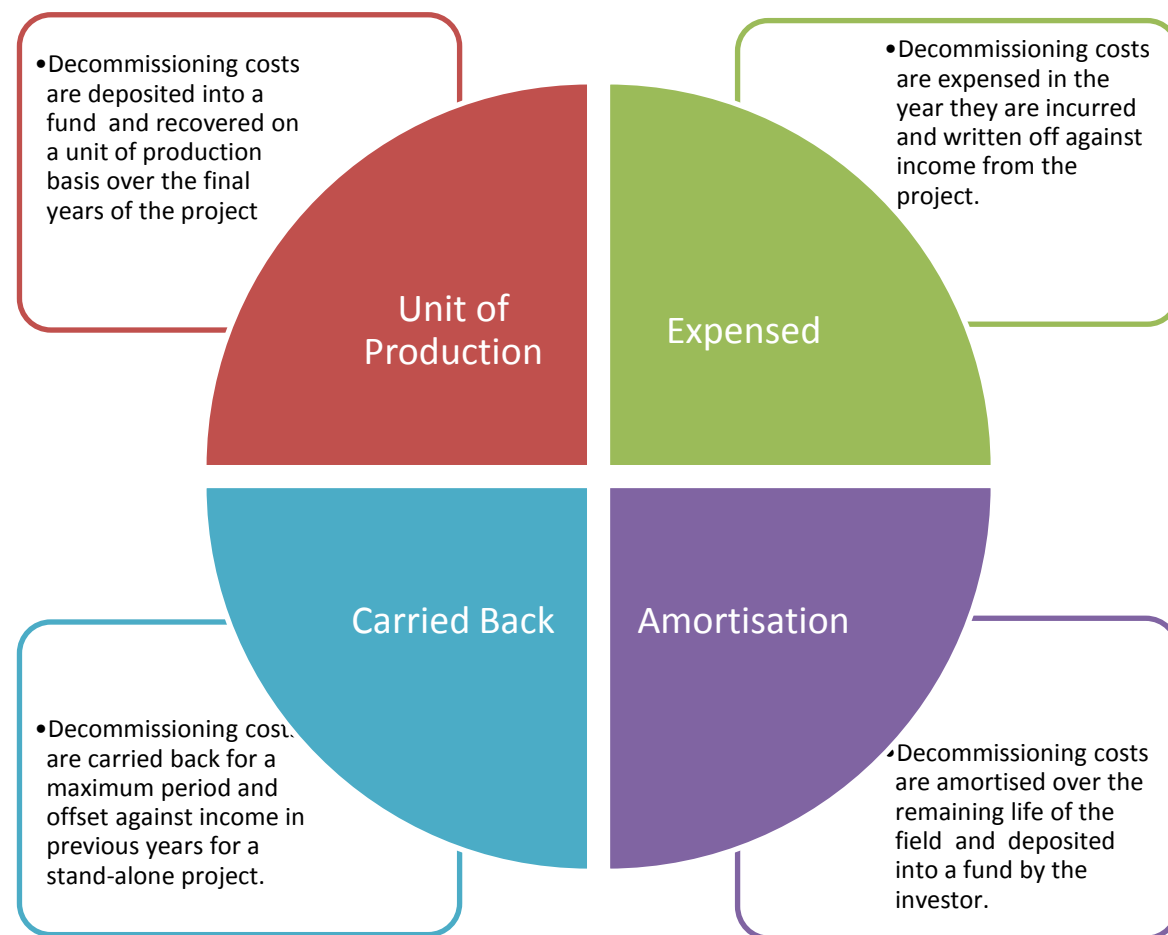 •Decommissioning costs
are deposited into a
fund and recovered on
a unit of production
basis over the final
years of the project
•Decommissioning costs
are expensed in the
year they are incurred
and written off against
income from the
project.
Unit of
Production
Expensed
Carried Back
Amortisation
•Decommissioning costs
are carried back for a
maximum period and
offset against income in
previous years for a
stand-alone project.
•Decommissioning costs
are amortised over the
remaining life of the
field and deposited
into a fund by the
investor.